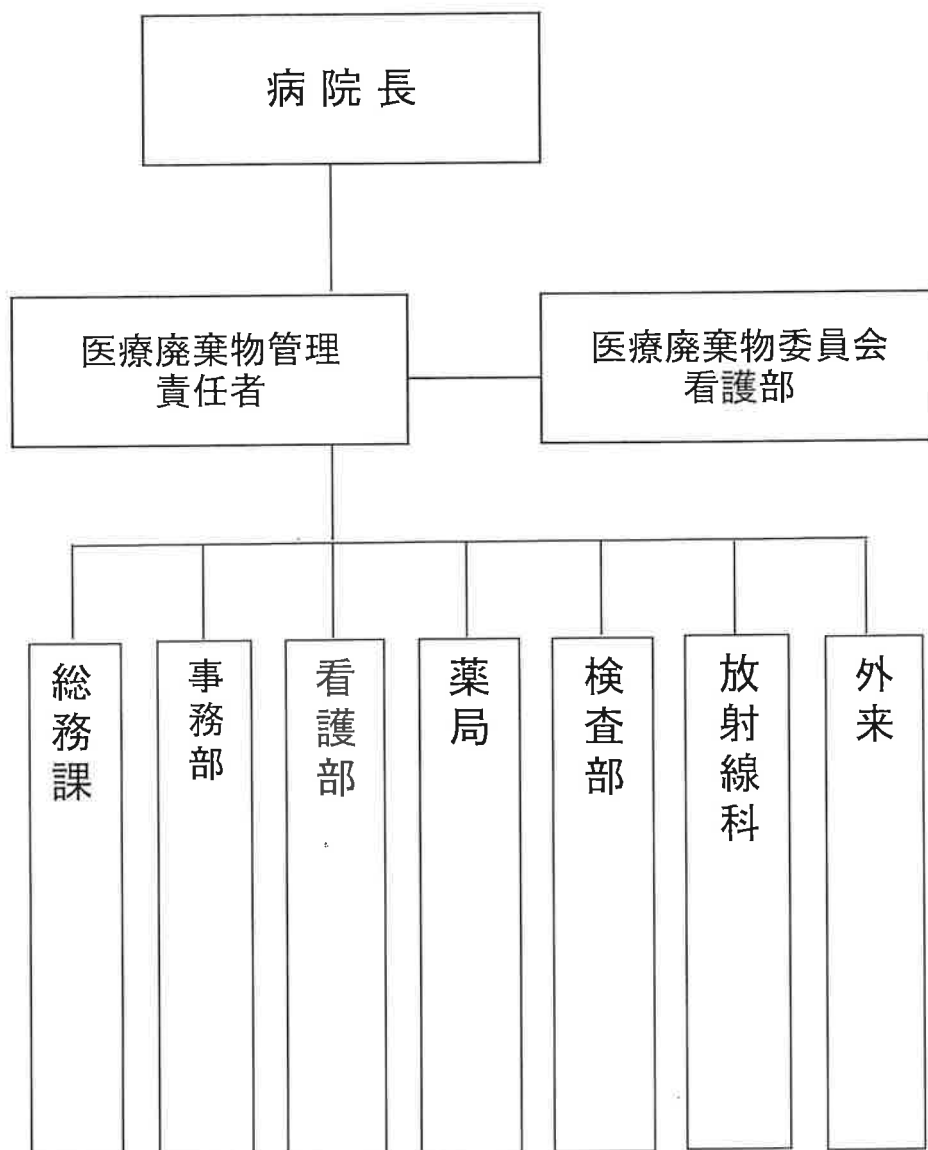 病院長
医療廃棄物管理
責任者
医療廃棄物委員会
看護部
総務課
事務部
看護部
薬局
検査部
放射線科
外来